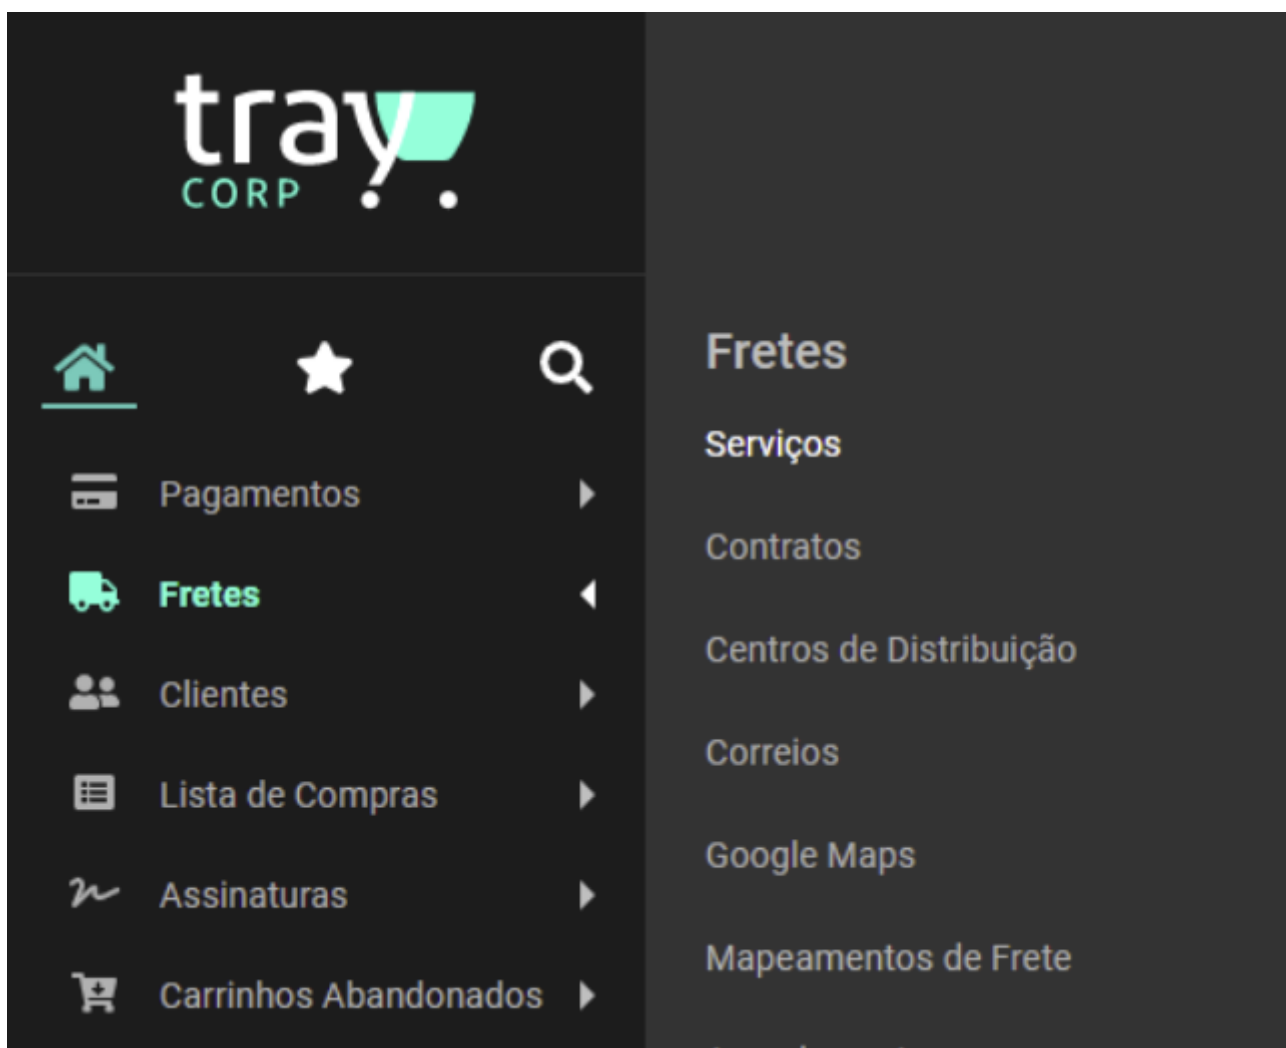 tray
CORP
Pagamentos
Fretes
Clientes
Lista de Compras
Assinaturas
Carrinhos Abandonados
Fretes
Serviços
Contratos
Centros de Distribuição
Correios
Google Maps
Mapeamentos de Frete